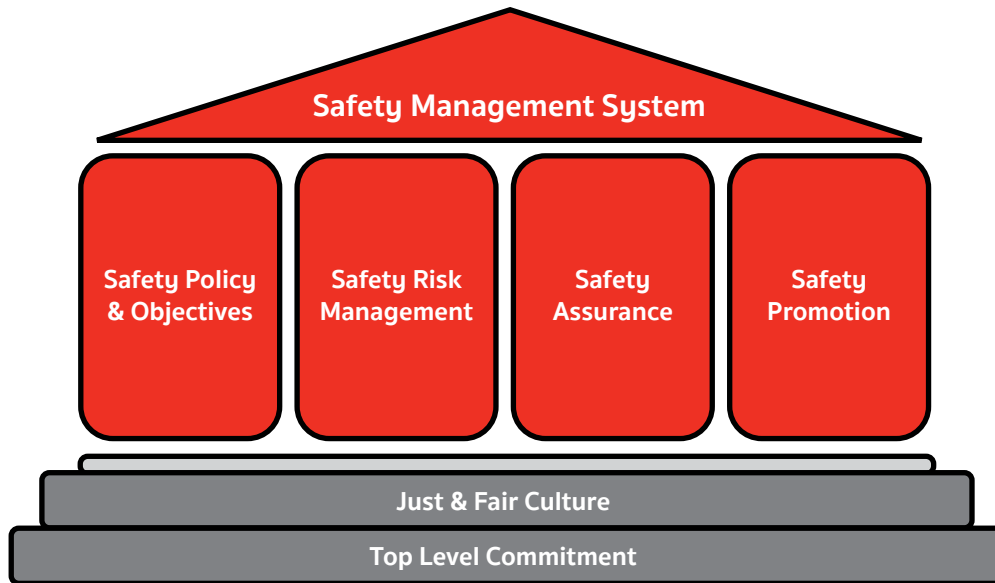 Safety Management System
Safety Policy
& Objectives
Safety Risk
Management
Safety
Assurance
Safety
Promotion
Just & Fair Culture
Top Level Commitment